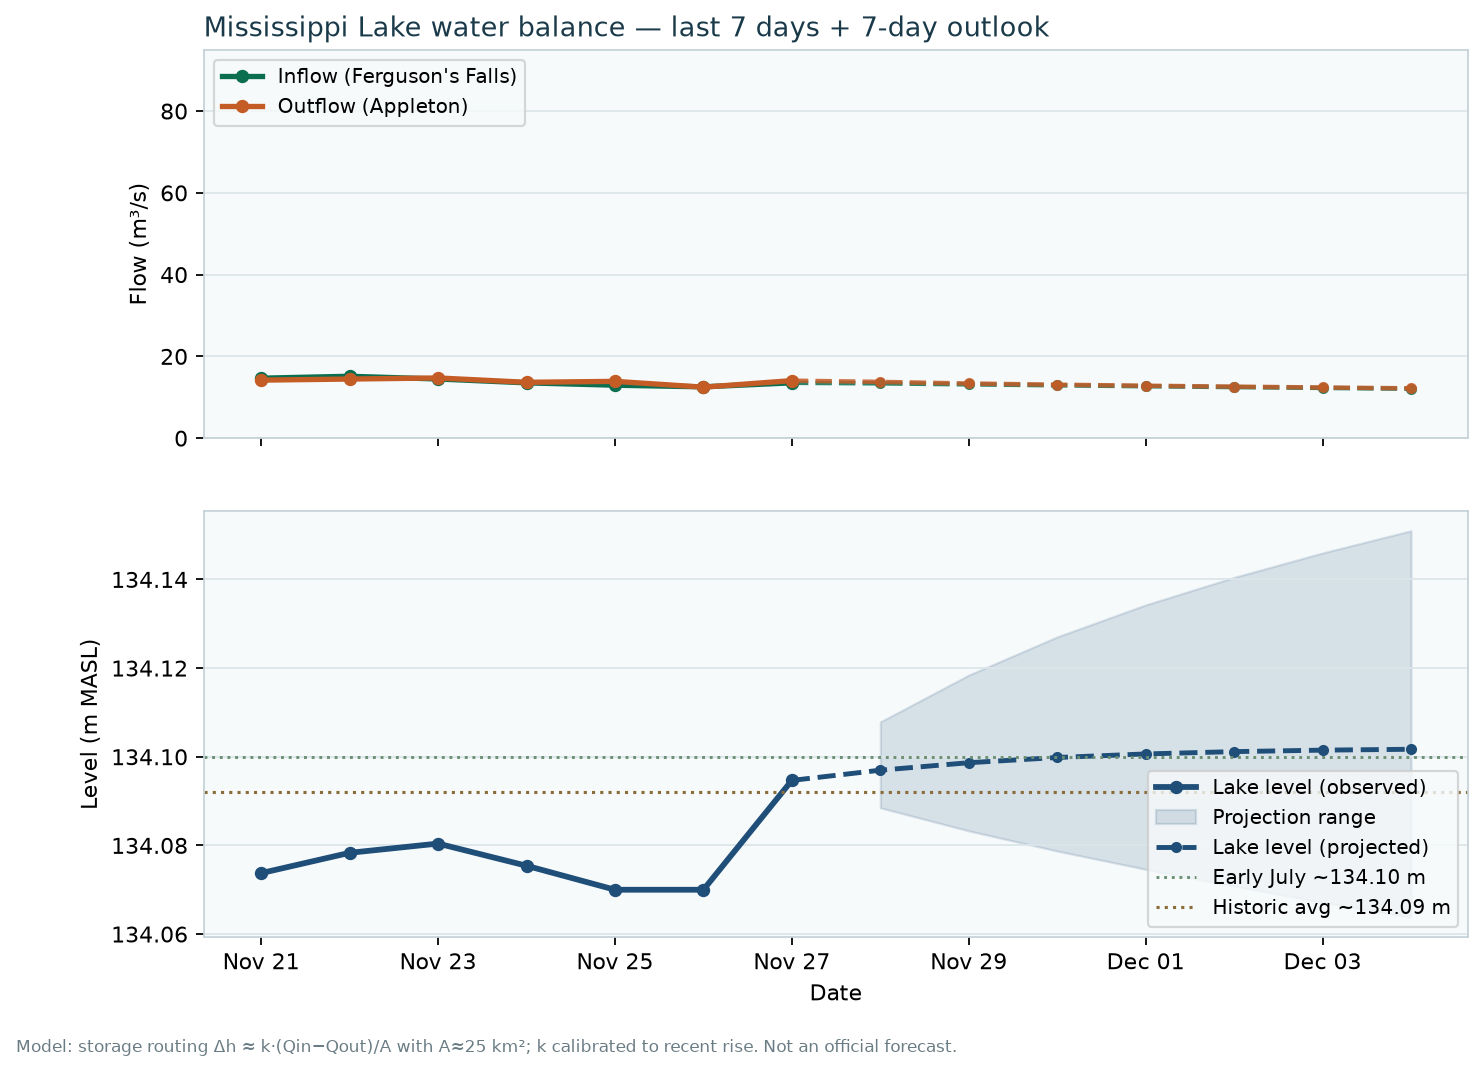 Mississippi Lake water balance — last 7 days + 7-day outlook
Inflow (Ferguson's Falls)
Outflow (Appleton)
Flow (m³/s)
80
60
40
20
0
Level (m MASL)
134.14
134.12
134.10
134.08
134.06
Lake level (observed)
Projection range
Lake level (projected)
Early July ~134.10 m
Historic avg ~134.09 m
Nov 21 Nov 23 Nov 25 Nov 27 Nov 29 Dec 01 Dec 03
Date
Model: storage routing Δh ≈ k·(Qin−Qout)/A with A≈25 km²; k calibrated to recent rise. Not an official forecast.